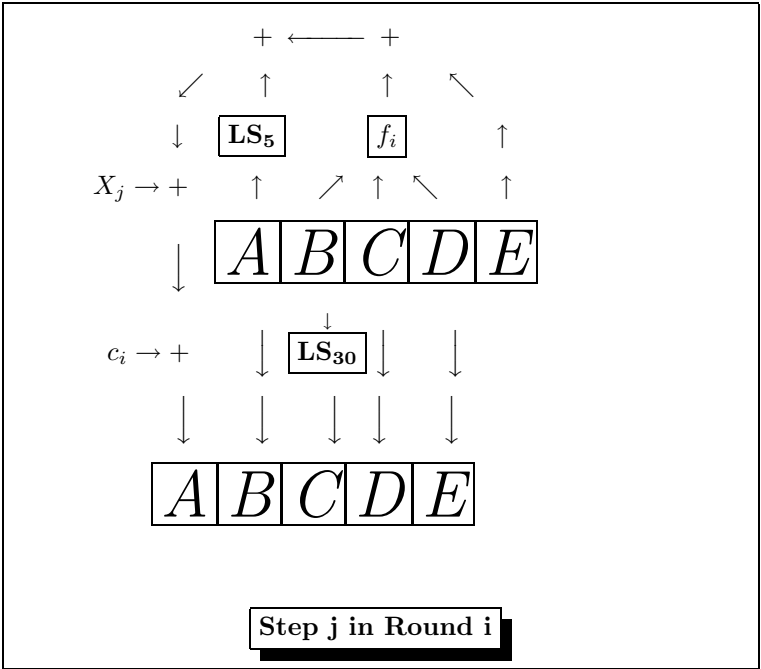 + ←—— +
↙ ↑ ↑ ↖
↓ LS₅ fᵢ ↑
Xⱼ → + ↑ ↗ ↑ ↖ ↑
A B C D E
↓
↓
cᵢ → + ↓ LS₃₀ ↓ ↓
↓ ↓ ↓ ↓ ↓
A B C D E
Step j in Round i